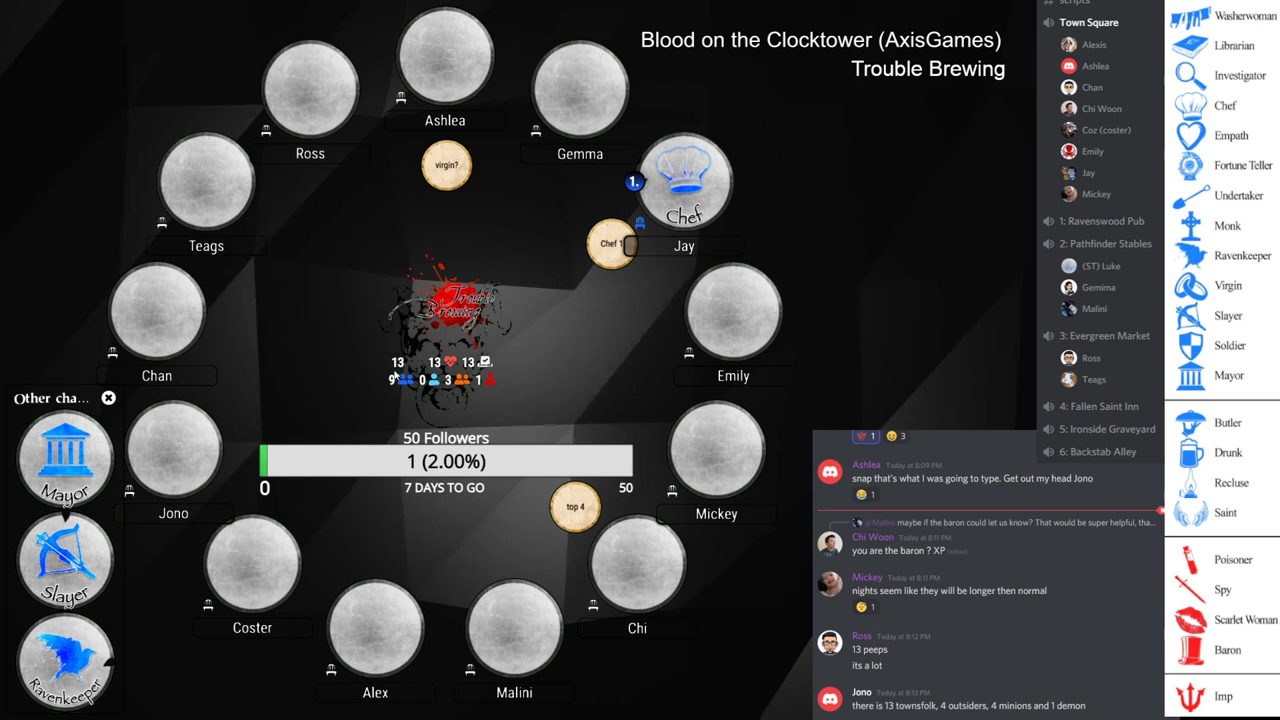 Blood on the Clocktower (AxisGames)
Trouble Brewing
Ashlea
Ross
Gemma
virgin?
1.
Chef
Teags
Chef 1
Jay
Trouble
Brewing
13 13 13
9 0 3 1
Chan
Emily
Other cha...
Mayor
50 Followers
1 (2.00%)
0 7 DAYS TO GO 50
Jono
top 4
Mickey
Slayer
Coster
Chi
Ravenkeeper
Alex
Malini
scripts
Town Square
Alexis
Ashlea
Chan
Chi Woon
Coz (coster)
Emily
Jay
Mickey
1: Ravenswood Pub
2: Pathfinder Stables
(ST) Luke
Gemima
Malini
3: Evergreen Market
Ross
Teags
4: Fallen Saint Inn
5: Ironside Graveyard
6: Backstab Alley
1 3
Ashlea Today at 8:09 PM
snap that's what I was going to type. Get out my head Jono
1
@Malini maybe if the baron could let us know? That would be super helpful, tha...
Chi Woon Today at 8:11 PM
you are the baron ? XP (edited)
Mickey Today at 8:11 PM
nights seem like they will be longer then normal
1
Ross Today at 8:12 PM
13 peeps
its a lot
Jono Today at 8:13 PM
there is 13 townsfolk, 4 outsiders, 4 minions and 1 demon
Washerwoman
Librarian
Investigator
Chef
Empath
Fortune Teller
Undertaker
Monk
Ravenkeeper
Virgin
Slayer
Soldier
Mayor
Butler
Drunk
Recluse
Saint
Poisoner
Spy
Scarlet Woman
Baron
Imp